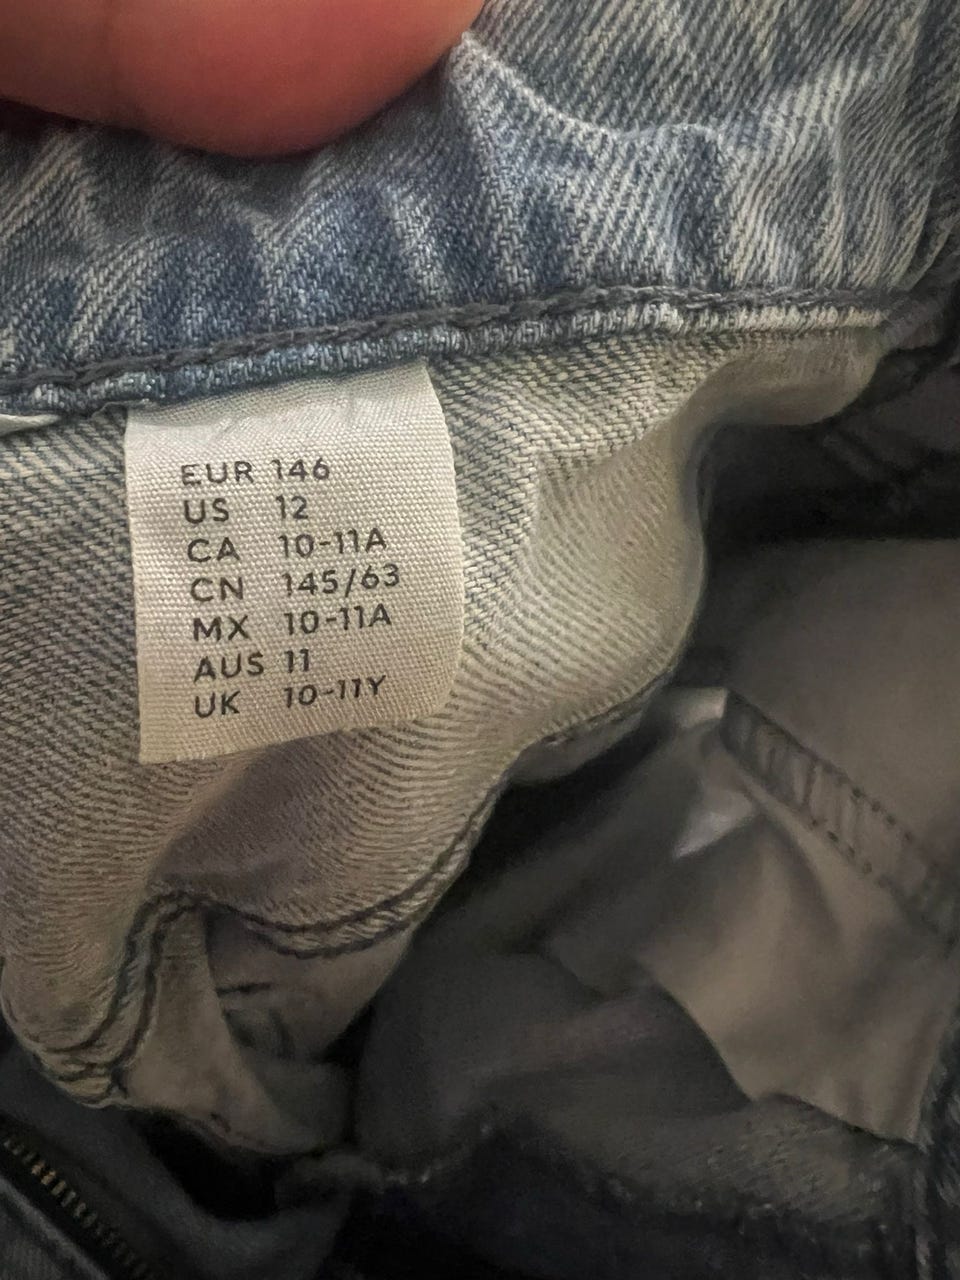 EUR 146
US 12
CA 10-11A
CN 145/63
MX 10-11A
AUS 11
UK 10-11Y